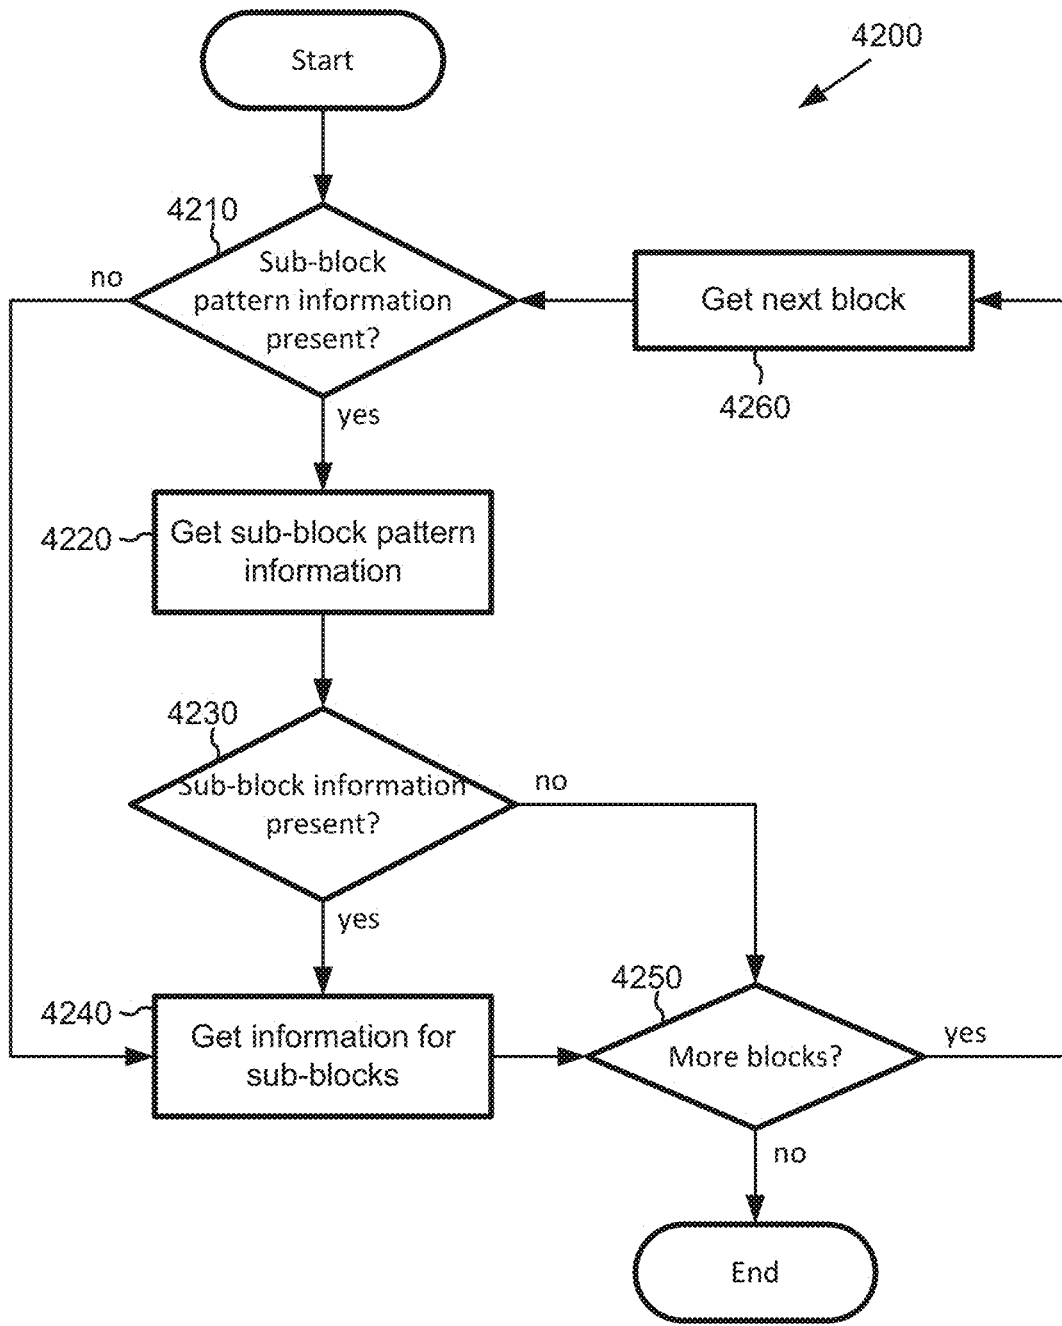 Start
4200
4210
no
Sub-block
pattern information
present?
Get next block
4260
yes
4220
Get sub-block pattern
information
4230
Sub-block information
present?
no
yes
4240
Get information for
sub-blocks
4250
More blocks?
yes
no
End